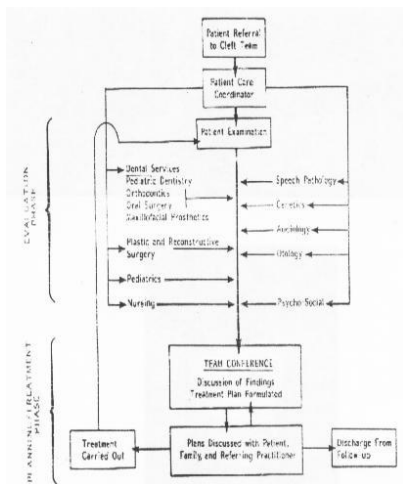 Patient Referral
to Cleft Team
Patient Care
Coordinator
Patient Examination
EVALUATION
PHASE
Dental Services
Pediatric Dentistry
Orthodontics
Oral Surgery
Maxillofacial Prosthetics
Plastic and Reconstructive
Surgery
Pediatrics
Nursing
Speech Pathology
Genetics
Audiology
Otology
Psycho Social
PLANNING/TREATMENT
PHASE
TEAM CONFERENCE
Discussion of Findings
Treatment Plan Formulated
Treatment
Carried Out
Plans Discussed with Patient,
Family, and Referring Practitioner
Discharge from
Follow-up